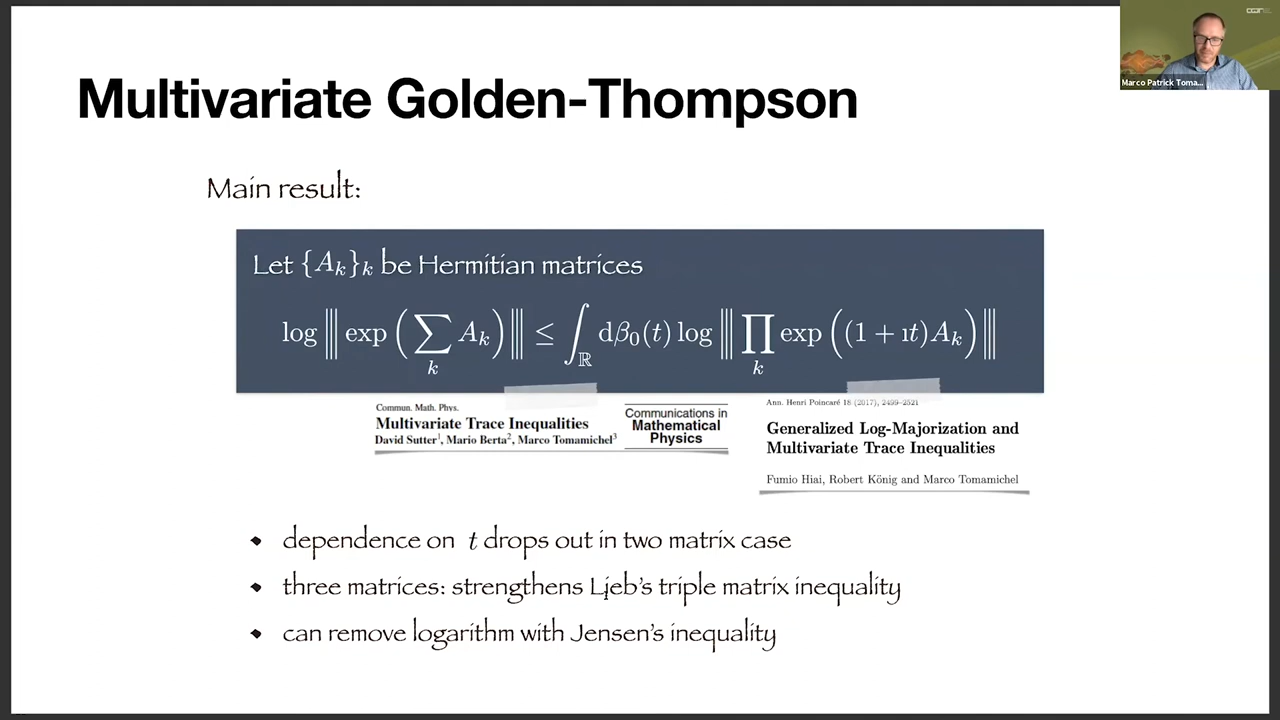 Marco Patrick Toma...
Multivariate Golden-Thompson
Main result:
Let {A_k}_k be Hermitian matrices
log ⦀ exp ( ∑_k A_k ) ⦀ ≤ ∫_ℝ dβ₀(t) log ⦀ ∏_k exp ( (1 + ıt)A_k ) ⦀
Commun. Math. Phys.
Multivariate Trace Inequalities
David Sutter¹, Mario Berta², Marco Tomamichel³
Communications in
Mathematical
Physics
Ann. Henri Poincaré 18 (2017), 2499–2521
Generalized Log-Majorization and
Multivariate Trace Inequalities
Fumio Hiai, Robert König and Marco Tomamichel
• dependence on t drops out in two matrix case
• three matrices: strengthens Lieb's triple matrix inequality
• can remove logarithm with Jensen's inequality